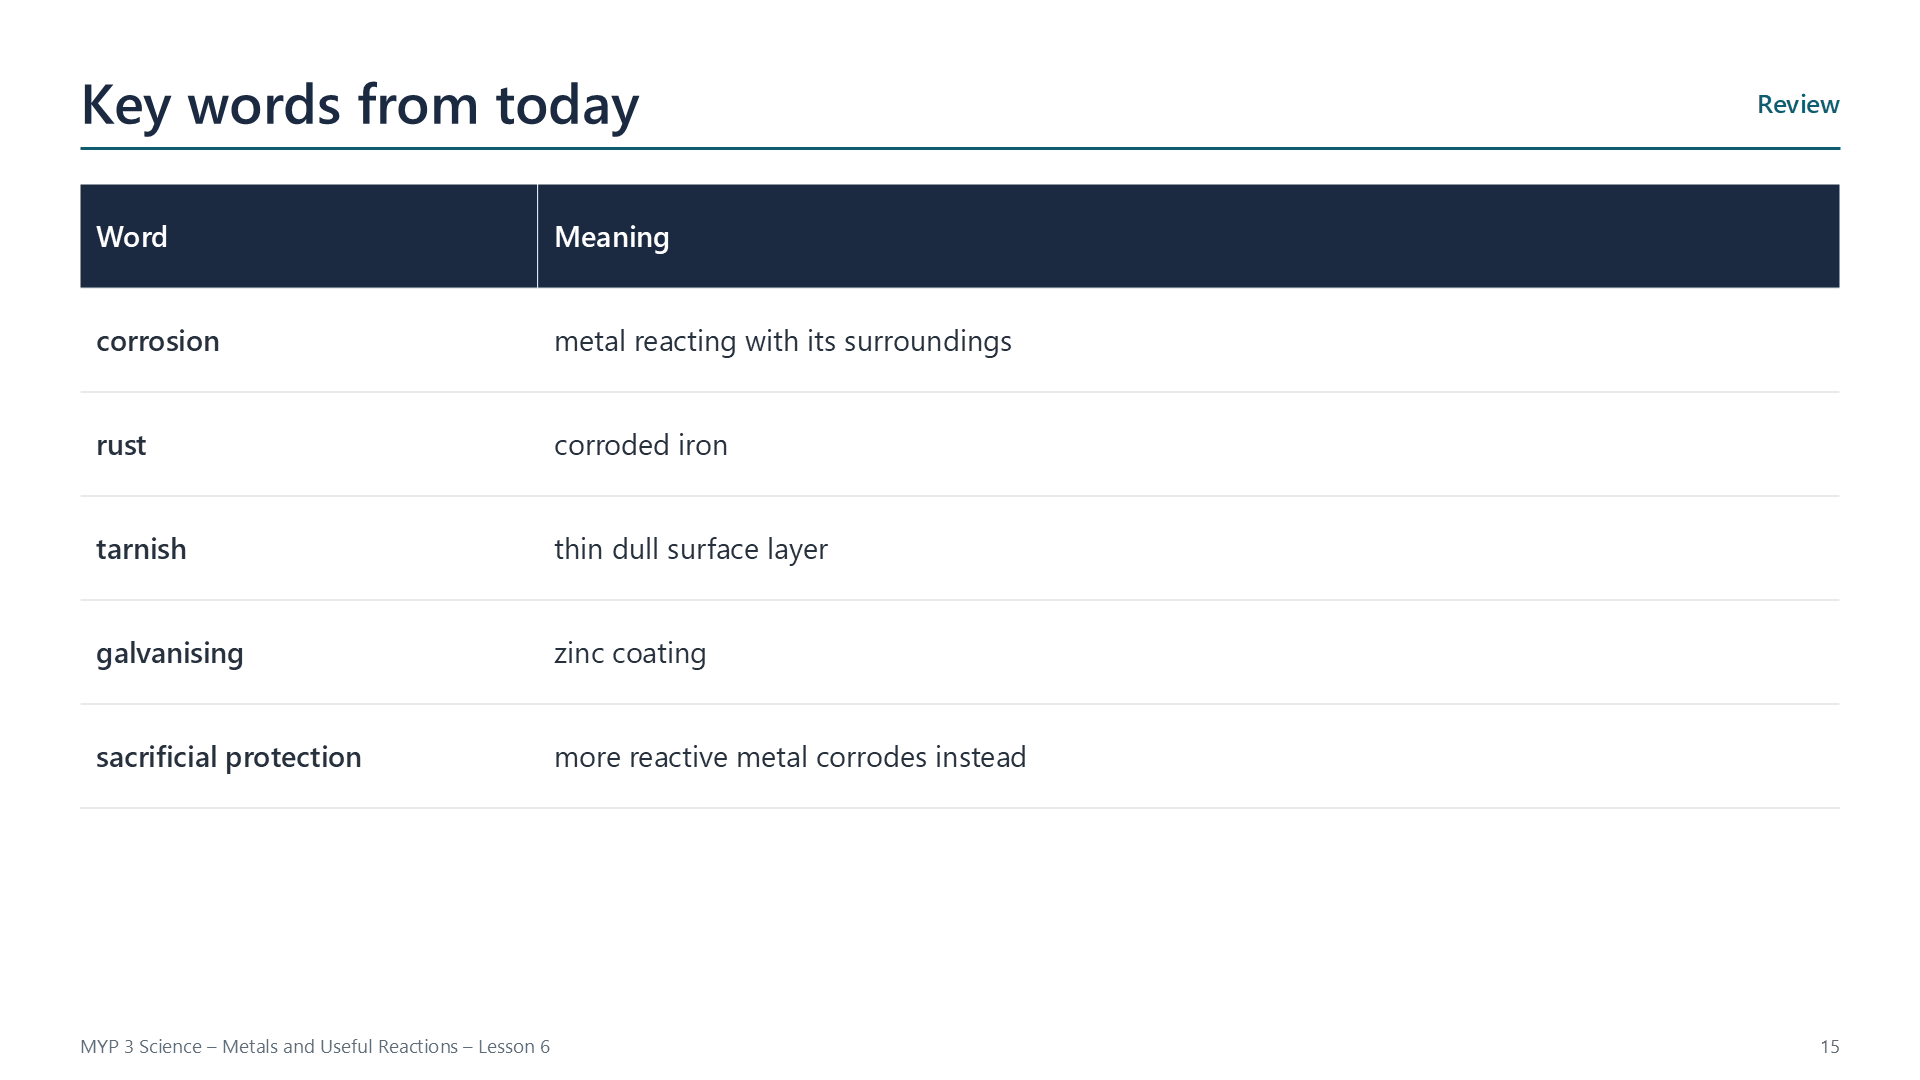 Key words from today
Review
Word
Meaning
corrosion
metal reacting with its surroundings
rust
corroded iron
tarnish
thin dull surface layer
galvanising
zinc coating
sacrificial protection
more reactive metal corrodes instead
MYP 3 Science – Metals and Useful Reactions – Lesson 6
15